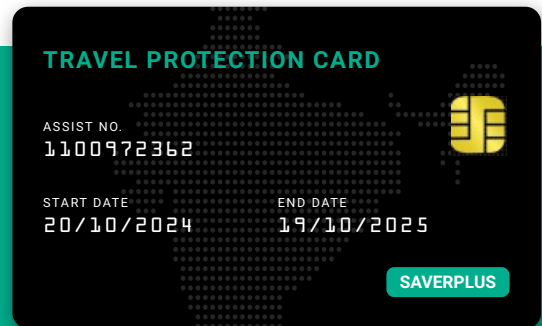 TRAVEL PROTECTION CARD
ASSIST NO.
1100972362
START DATE
20/10/2024
END DATE
19/10/2025
SAVERPLUS